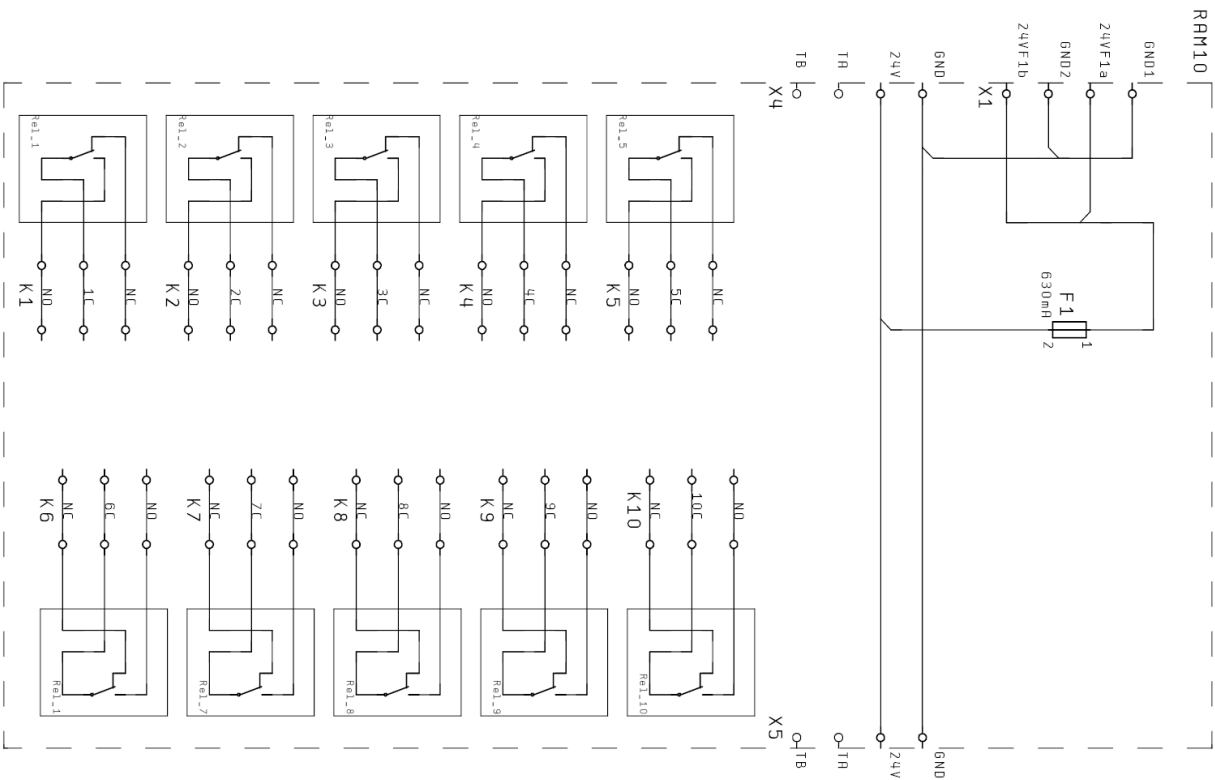 RAM10
GND1
24VF1a
GND2
24VF1b
X1
GND
24V
TA
TB
X4
F1
630mA
1
2
Rel_1
Rel_2
Rel_3
Rel_4
Rel_5
NO
1C
NC
K1
NO
2C
NC
K2
NO
3C
NC
K3
NO
4C
NC
K4
NO
5C
NC
K5
NC
6C
NO
K6
NC
7C
NO
K7
NC
8C
NO
K8
NC
9C
NO
K9
NC
10C
NO
K10
Rel_1
Rel_7
Rel_8
Rel_9
Rel_10
X5
TB
TA
24V
GND